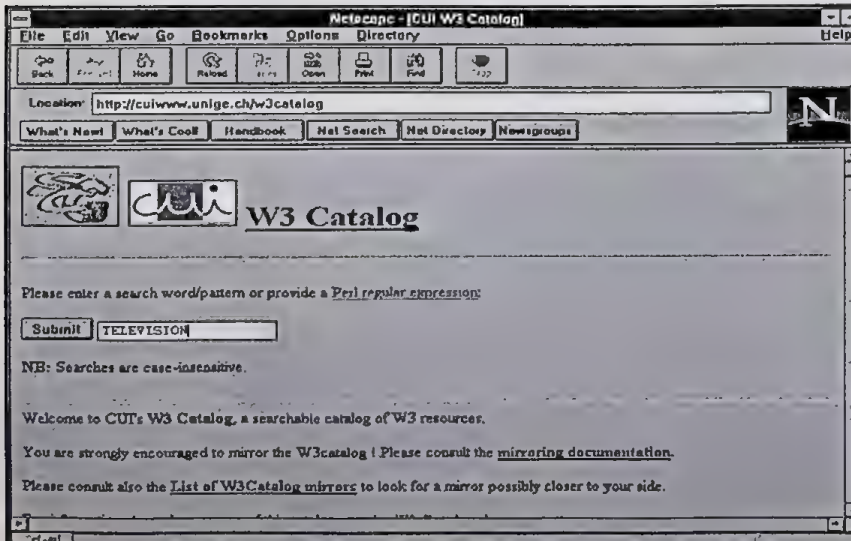 Netscape - [CUI W3 Catalog]
File Edit View Go Bookmarks Options Directory Help
Back Home Reload Open Print Find
Location: http://cuiwww.unige.ch/w3catalog
What's New! What's Cool! Handbook Net Search Net Directory Newsgroups
N
cui W3 Catalog
Please enter a search word/pattern or provide a Perl regular expression:
Submit TELEVISION
NB: Searches are case-insensitive.
Welcome to CUI's W3 Catalog, a searchable catalog of W3 resources.
You are strongly encouraged to mirror the W3catalog ! Please consult the mirroring documentation.
Please consult also the List of W3Catalog mirrors to look for a mirror possibly closer to your side.